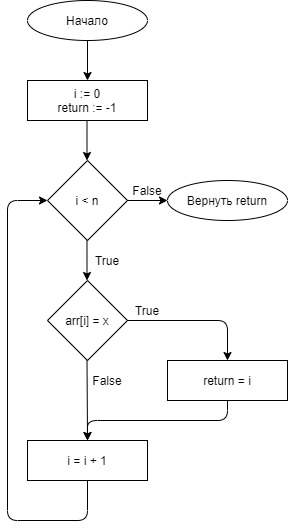 Начало
i := 0
return := -1
i < n
False
Вернуть return
True
arr[i] = x
True
False
return = i
i = i + 1